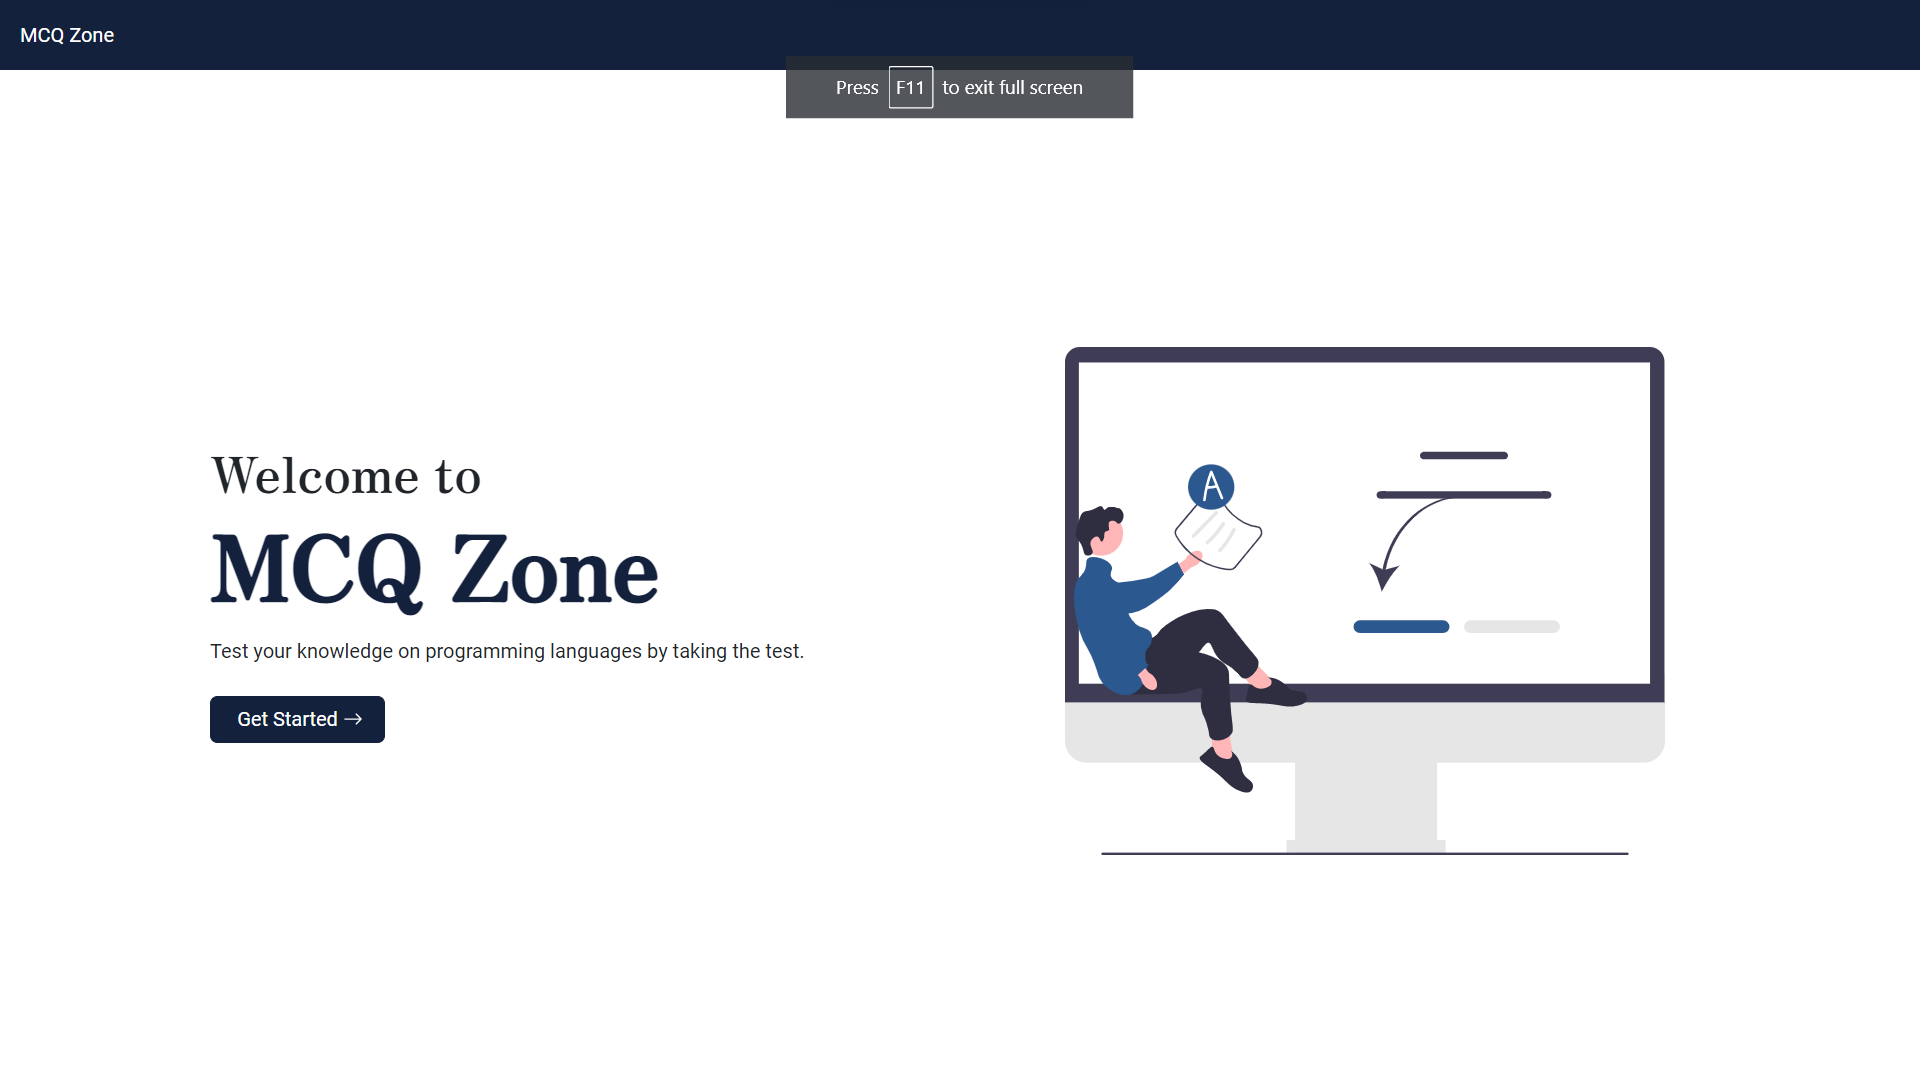 MCQ Zone
Press F11 to exit full screen
Welcome to
MCQ Zone
Test your knowledge on programming languages by taking the test.
Get Started →
A